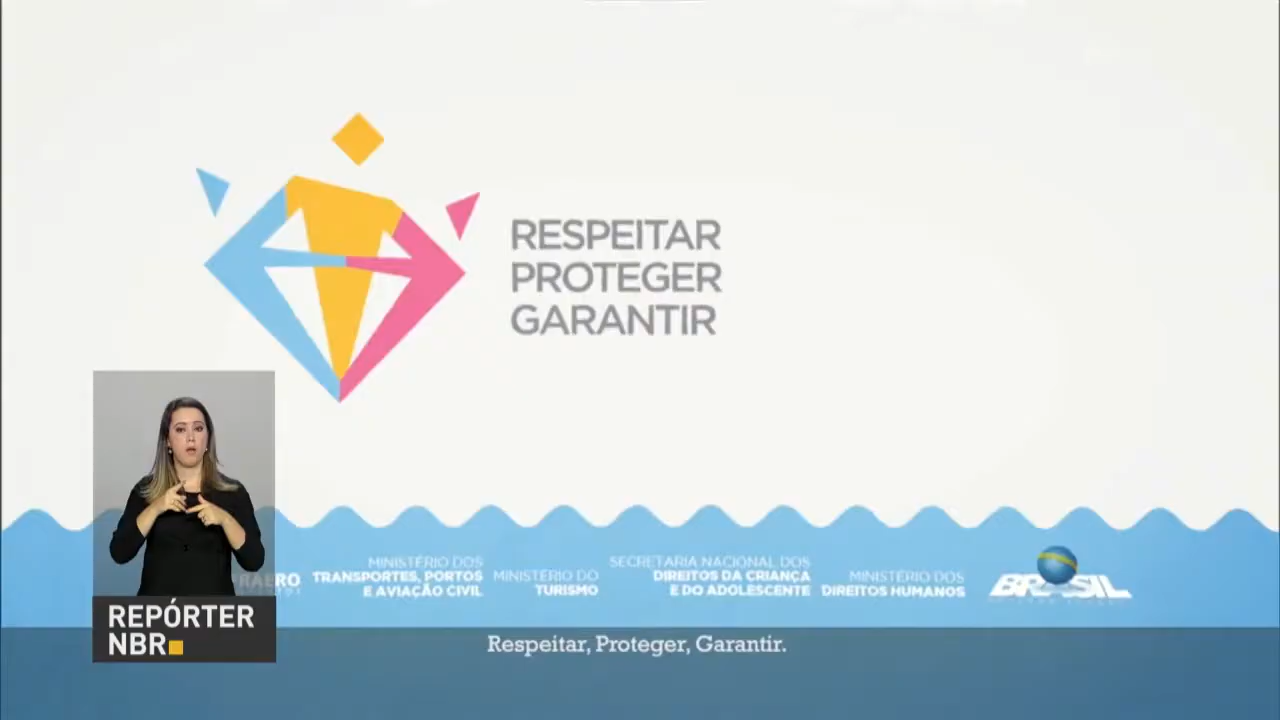 RESPEITAR
PROTEGER
GARANTIR
MINISTÉRIO DOS
TRANSPORTES, PORTOS
E AVIAÇÃO CIVIL
MINISTÉRIO DO
TURISMO
SECRETARIA NACIONAL DOS
DIREITOS DA CRIANÇA
E DO ADOLESCENTE
MINISTÉRIO DOS
DIREITOS HUMANOS
BRASIL
REPÓRTER
NBR
Respeitar, Proteger, Garantir.